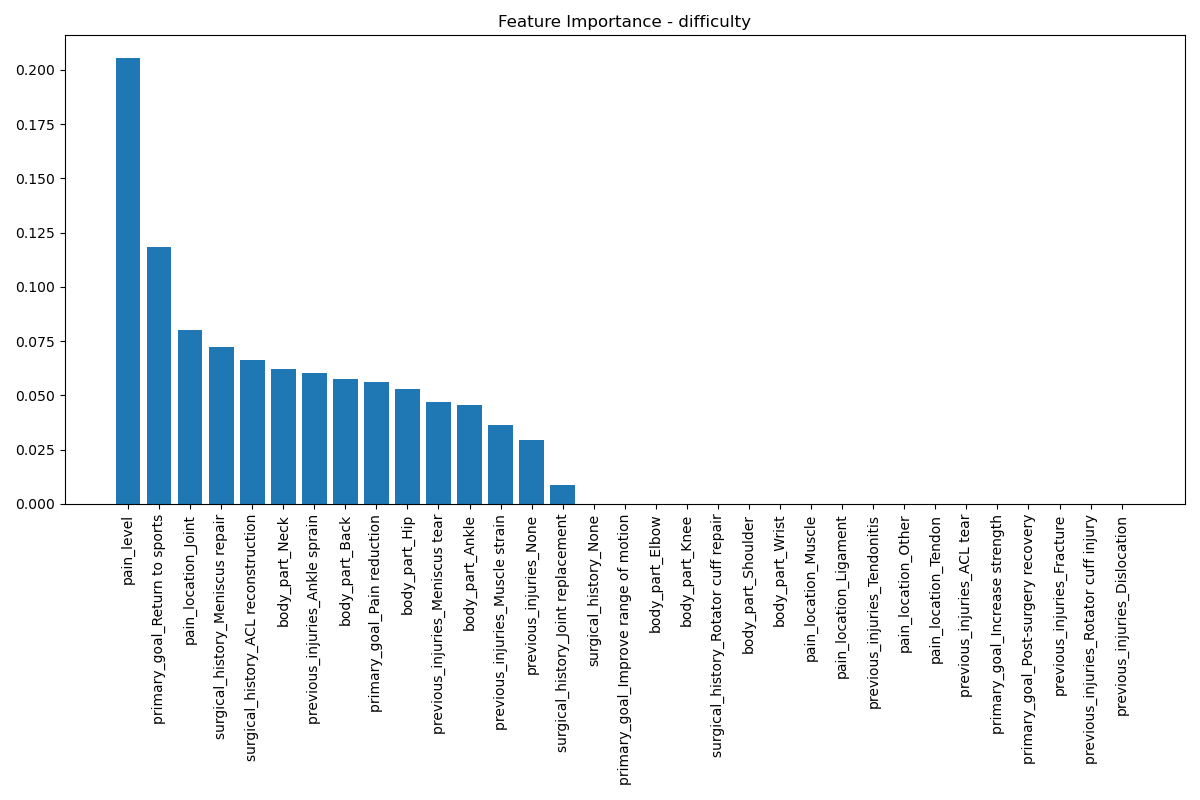 Feature Importance - difficulty
0.200
0.175
0.150
0.125
0.100
0.075
0.050
0.025
0.000
pain_level
primary_goal_Return to sports
pain_location_Joint
surgical_history_Meniscus repair
surgical_history_ACL reconstruction
body_part_Neck
previous_injuries_Ankle sprain
body_part_Back
primary_goal_Pain reduction
body_part_Hip
previous_injuries_Meniscus tear
body_part_Ankle
previous_injuries_Muscle strain
previous_injuries_None
surgical_history_Joint replacement
surgical_history_None
primary_goal_Improve range of motion
body_part_Elbow
body_part_Knee
surgical_history_Rotator cuff repair
body_part_Shoulder
body_part_Wrist
pain_location_Muscle
pain_location_Ligament
previous_injuries_Tendonitis
pain_location_Other
pain_location_Tendon
previous_injuries_ACL tear
primary_goal_Increase strength
primary_goal_Post-surgery recovery
previous_injuries_Fracture
previous_injuries_Rotator cuff injury
previous_injuries_Dislocation